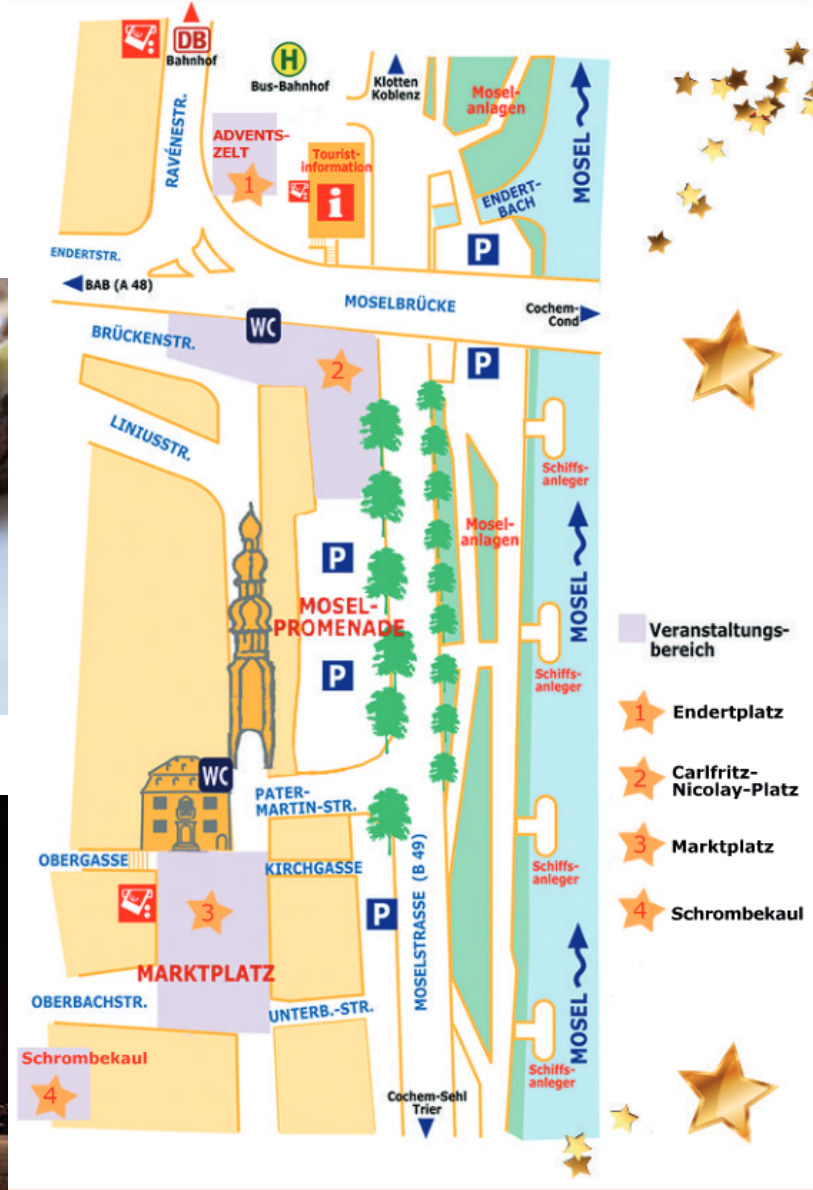 DB
Bahnhof
H
Bus-Bahnhof
Klotten
Koblenz
Mosel-
anlagen
MOSEL
RAVÉNESTR.
ADVENTS-
ZELT
1
Tourist-
information
i
ENDERT-
BACH
P
ENDERTSTR.
BAB (A 48)
MOSELBRÜCKE
Cochem-
Cond
BRÜCKENSTR.
WC
2
P
LINIUSSTR.
Schiffs-
anleger
Mosel-
anlagen
MOSEL
P
MOSEL-
PROMENADE
P
Schiffs-
anleger
Veranstaltungs-
bereich
1 Endertplatz
2 Carlfritz-
Nicolay-Platz
3 Marktplatz
4 Schrombekaul
WC
PATER-
MARTIN-STR.
OBERGASSE
KIRCHGASSE
Schiffs-
anleger
3
P
MOSELSTRASSE (B 49)
MARKTPLATZ
OBERBACHSTR.
UNTERB.-STR.
MOSEL
Schrombekaul
4
Schiffs-
anleger
Cochem-Sehl
Trier